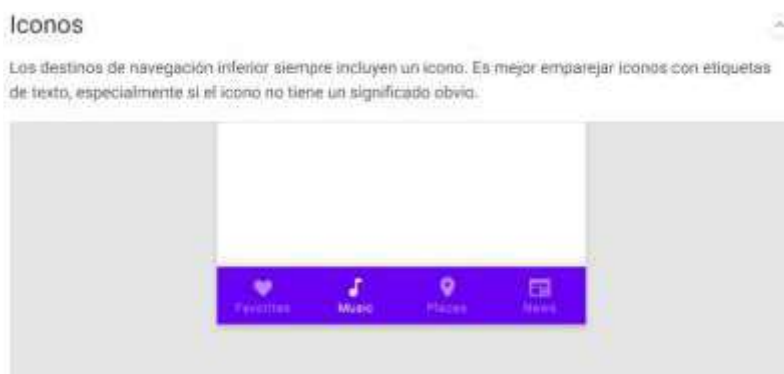 Iconos
Los destinos de navegación inferior siempre incluyen un icono. Es mejor emparejar iconos con etiquetas
de texto, especialmente si el icono no tiene un significado obvio.
Favorites Music Places News